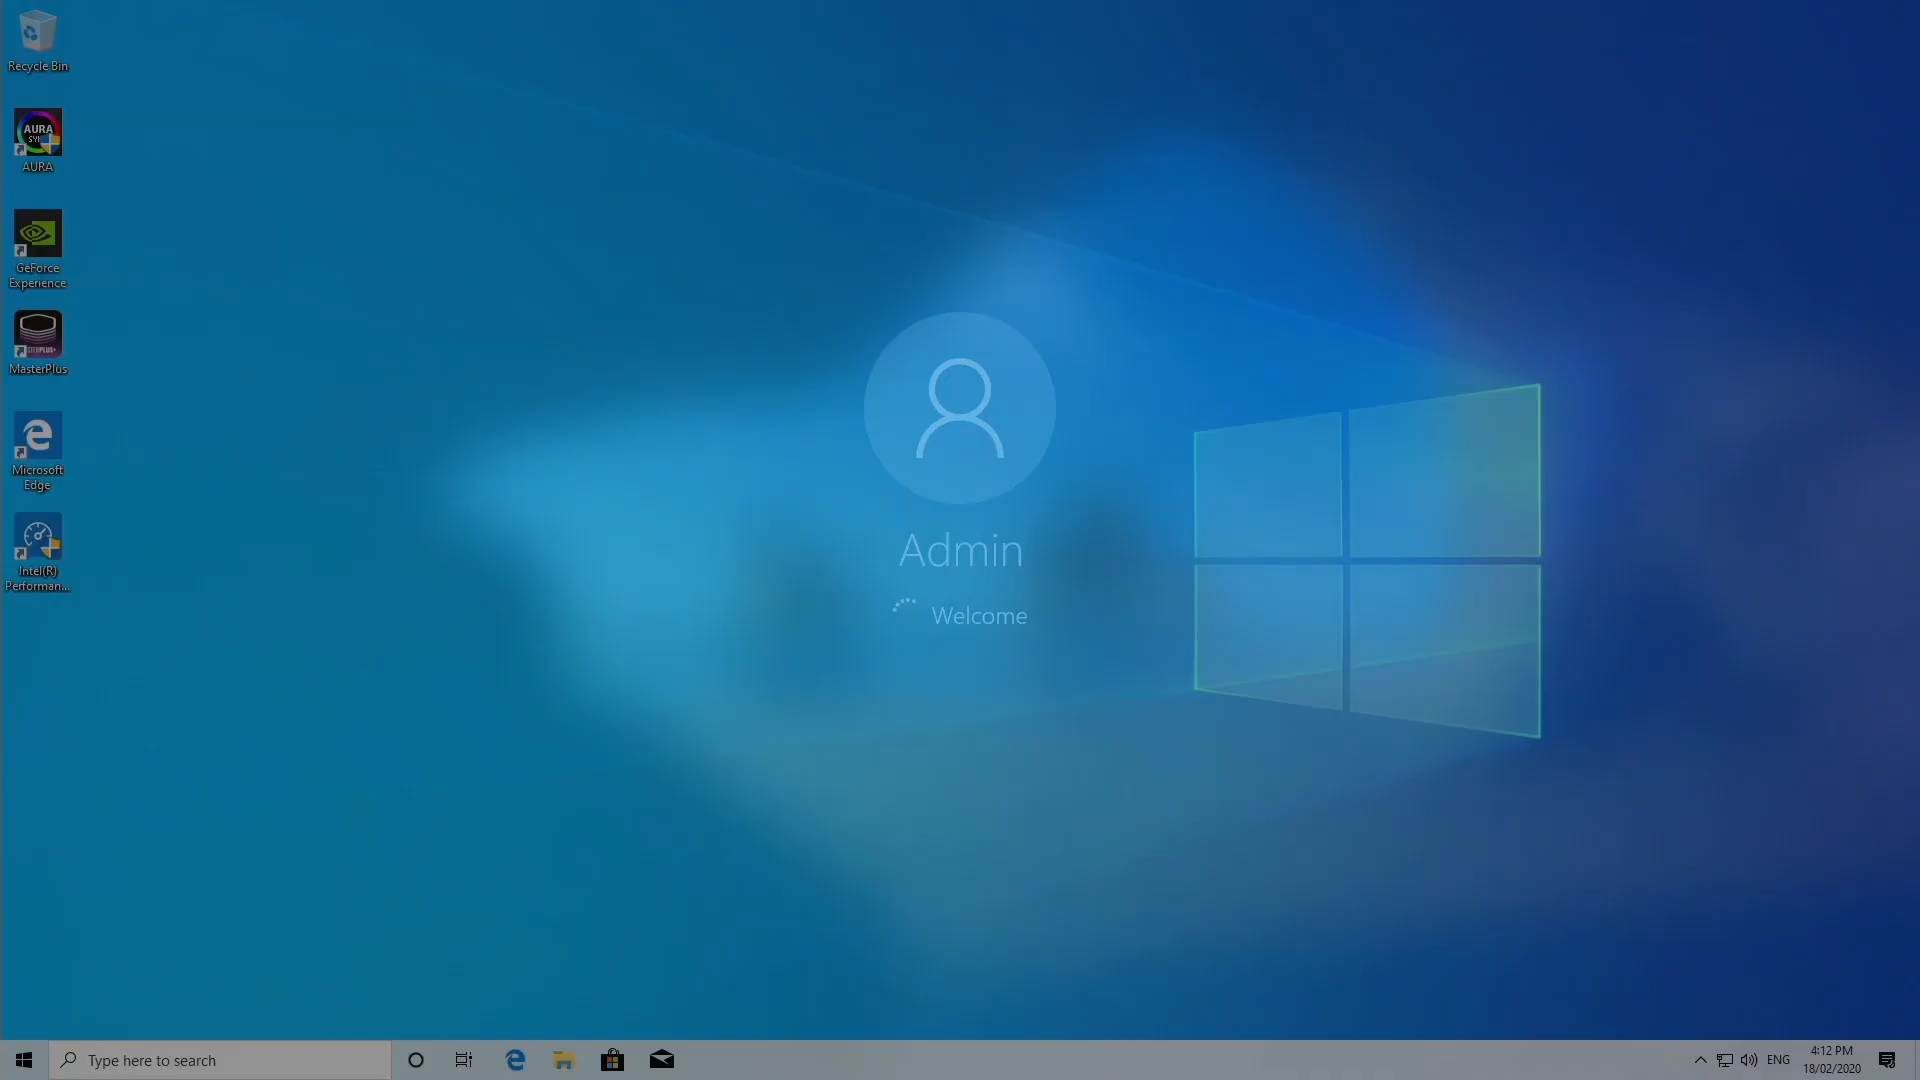 Recycle Bin
AURA
AURA
GeForce
Experience
MasterPlus
Microsoft
Edge
Intel(R)
Performan...
Admin
Welcome
Type here to search
ENG
4:12 PM
18/02/2020